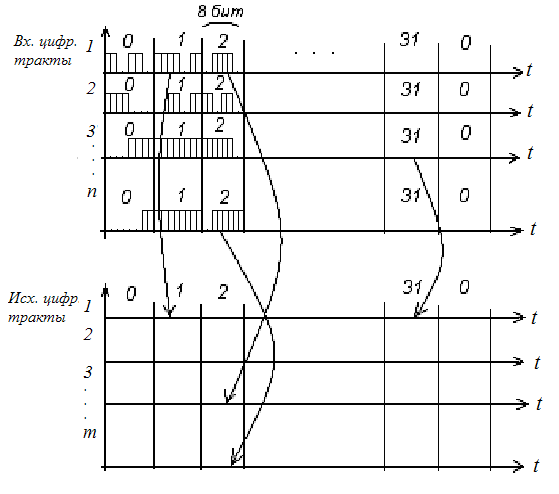 8 бит
Вх. цифр.
тракты
1 0 1 2 . . . 31 0 t
2 0 1 2 31 0 t
3 0 1 2 31 0 t
.
.
n 0 1 2 31 0 t
Исх. цифр.
тракты
1 0 1 2 31 0 t
2 t
3 t
.
.
m t